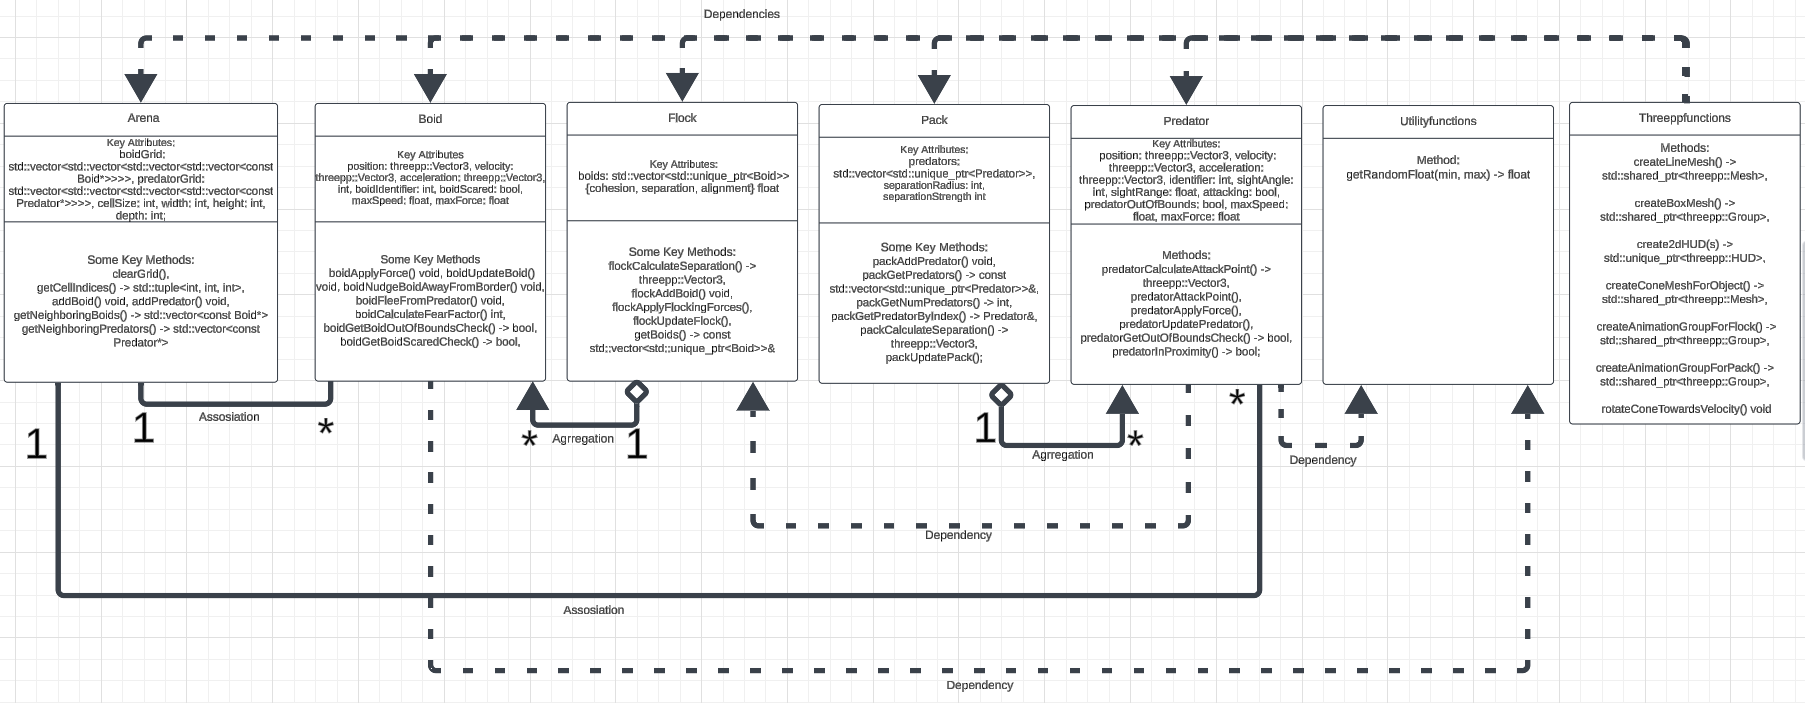 Dependencies
Arena
Key Attributes:
boidGrid:
std::vector<std::vector<std::vector<std::vector<const
Boid*>>>>, predatorGrid:
std::vector<std::vector<std::vector<std::vector<const
Predator*>>>>, cellSize: int, width: int, height: int,
depth: int;
Some Key Methods:
clearGrid(),
getCellIndices() -> std::tuple<int, int, int>,
addBoid() void, addPredator() void,
getNeighboringBoids() -> std::vector<const Boid*>
getNeighboringPredators() -> std::vector<const
Predator*>
Boid
Key Attributes
position: threepp::Vector3, velocity:
threepp::Vector3, acceleration: threepp::Vector3,
int, boidIdentifier: int, boidScared: bool,
maxSpeed: float, maxForce: float
Some Key Methods
boidApplyForce() void, boidUpdateBoid()
void, boidNudgeBoidAwayFromBorder() void,
boidFleeFromPredator() void,
boidCalculateFearFactor() int,
boidGetBoidOutOfBoundsCheck() -> bool,
boidGetBoidScaredCheck() -> bool,
Flock
Key Attributes:
boids: std::vector<std::unique_ptr<Boid>>
{cohesion, separation, alignment} float
Some Key Methods:
flockCalculateSeparation() ->
threepp::Vector3,
flockAddBoid() void,
flockApplyFlockingForces(),
flockUpdateFlock(),
getBoids() -> const
std::vector<std::unique_ptr<Boid>>&
Pack
Key Attributes:
predators:
std::vector<std::unique_ptr<Predator>>,
separationRadius: int,
separationStrength int
Some Key Methods:
packAddPredator() void,
packGetPredators() -> const
std::vector<std::unique_ptr<Predator>>&,
packGetNumPredators() -> int,
packGetPredatorByIndex() -> Predator&,
packCalculateSeparation() ->
threepp::Vector3,
packUpdatePack();
Predator
Key Attributes:
position: threepp::Vector3, velocity:
threepp::Vector3, acceleration:
threepp::Vector3, identifier: int, sightAngle:
int, sightRange: float, attacking: bool,
predatorOutOfBounds: bool, maxSpeed:
float, maxForce: float
Methods:
predatorCalculateAttackPoint() ->
threepp::Vector3,
predatorAttackPoint(),
predatorApplyForce(),
predatorUpdatePredator(),
predatorGetOutOfBoundsCheck() -> bool,
predatorInProximity() -> bool;
Utilityfunctions
Method:
getRandomFloat(min, max) -> float
Threeppfunctions
Methods:
createLineMesh() ->
std::shared_ptr<threepp::Mesh>,
createBoxMesh() ->
std::shared_ptr<threepp::Group>,
create2dHUD(s) ->
std::unique_ptr<threepp::HUD>,
createConeMeshForObject() ->
std::shared_ptr<threepp::Mesh>,
createAnimationGroupForFlock() ->
std::shared_ptr<threepp::Group>,
createAnimationGroupForPack() ->
std::shared_ptr<threepp::Group>,
rotateConeTowardsVelocity() void
1
1
Assosiation
*
*
Agrregation
1
1
Agrregation
*
*
Dependency
Dependency
Assosiation
Dependency